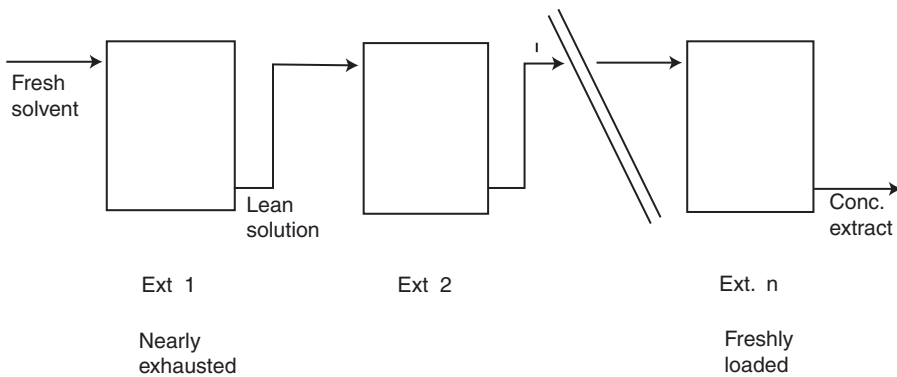 Fresh
solvent
Lean
solution
Conc.
extract
Ext 1
Ext 2
Ext. n
Nearly
exhausted
Freshly
loaded